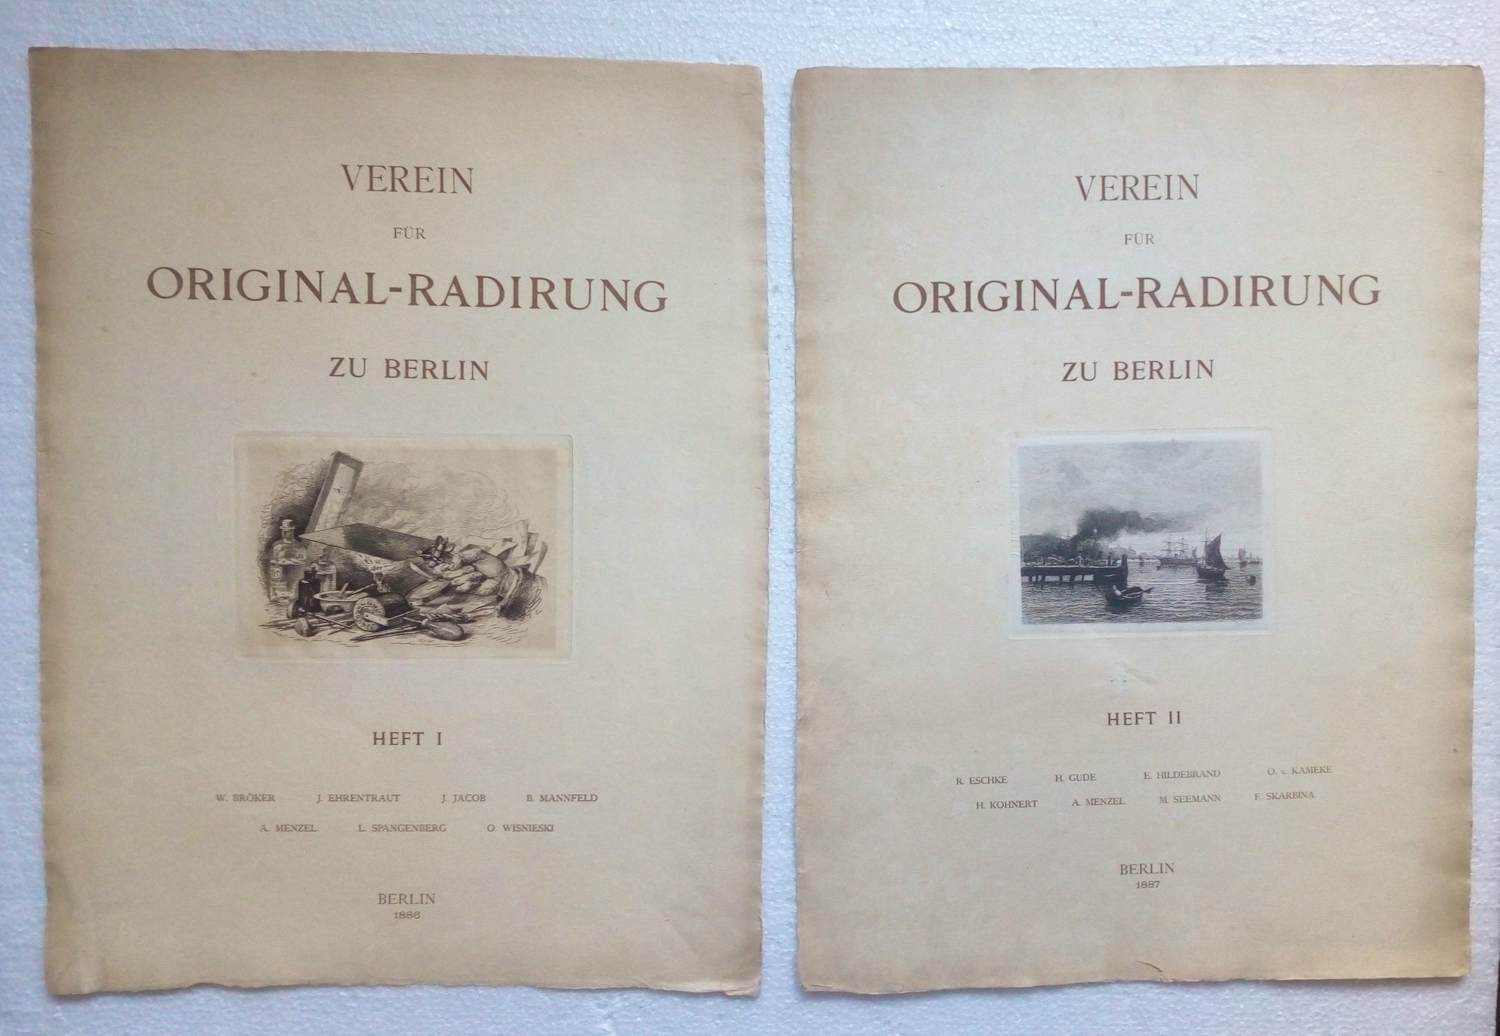 VEREIN
FÜR
ORIGINAL-RADIRUNG
ZU BERLIN
HEFT I
W. BRÖKER J. EHRENTRAUT J. JACOB B. MANNFELD
A. MENZEL L. SPANGENBERG O. WISNIESKI
BERLIN
1886
VEREIN
FÜR
ORIGINAL-RADIRUNG
ZU BERLIN
HEFT II
R. ESCHKE H. GUDE E. HILDEBRAND O. v. KAMEKE
H. KOHNERT A. MENZEL M. SEEMANN F. SKARBINA
BERLIN
1887